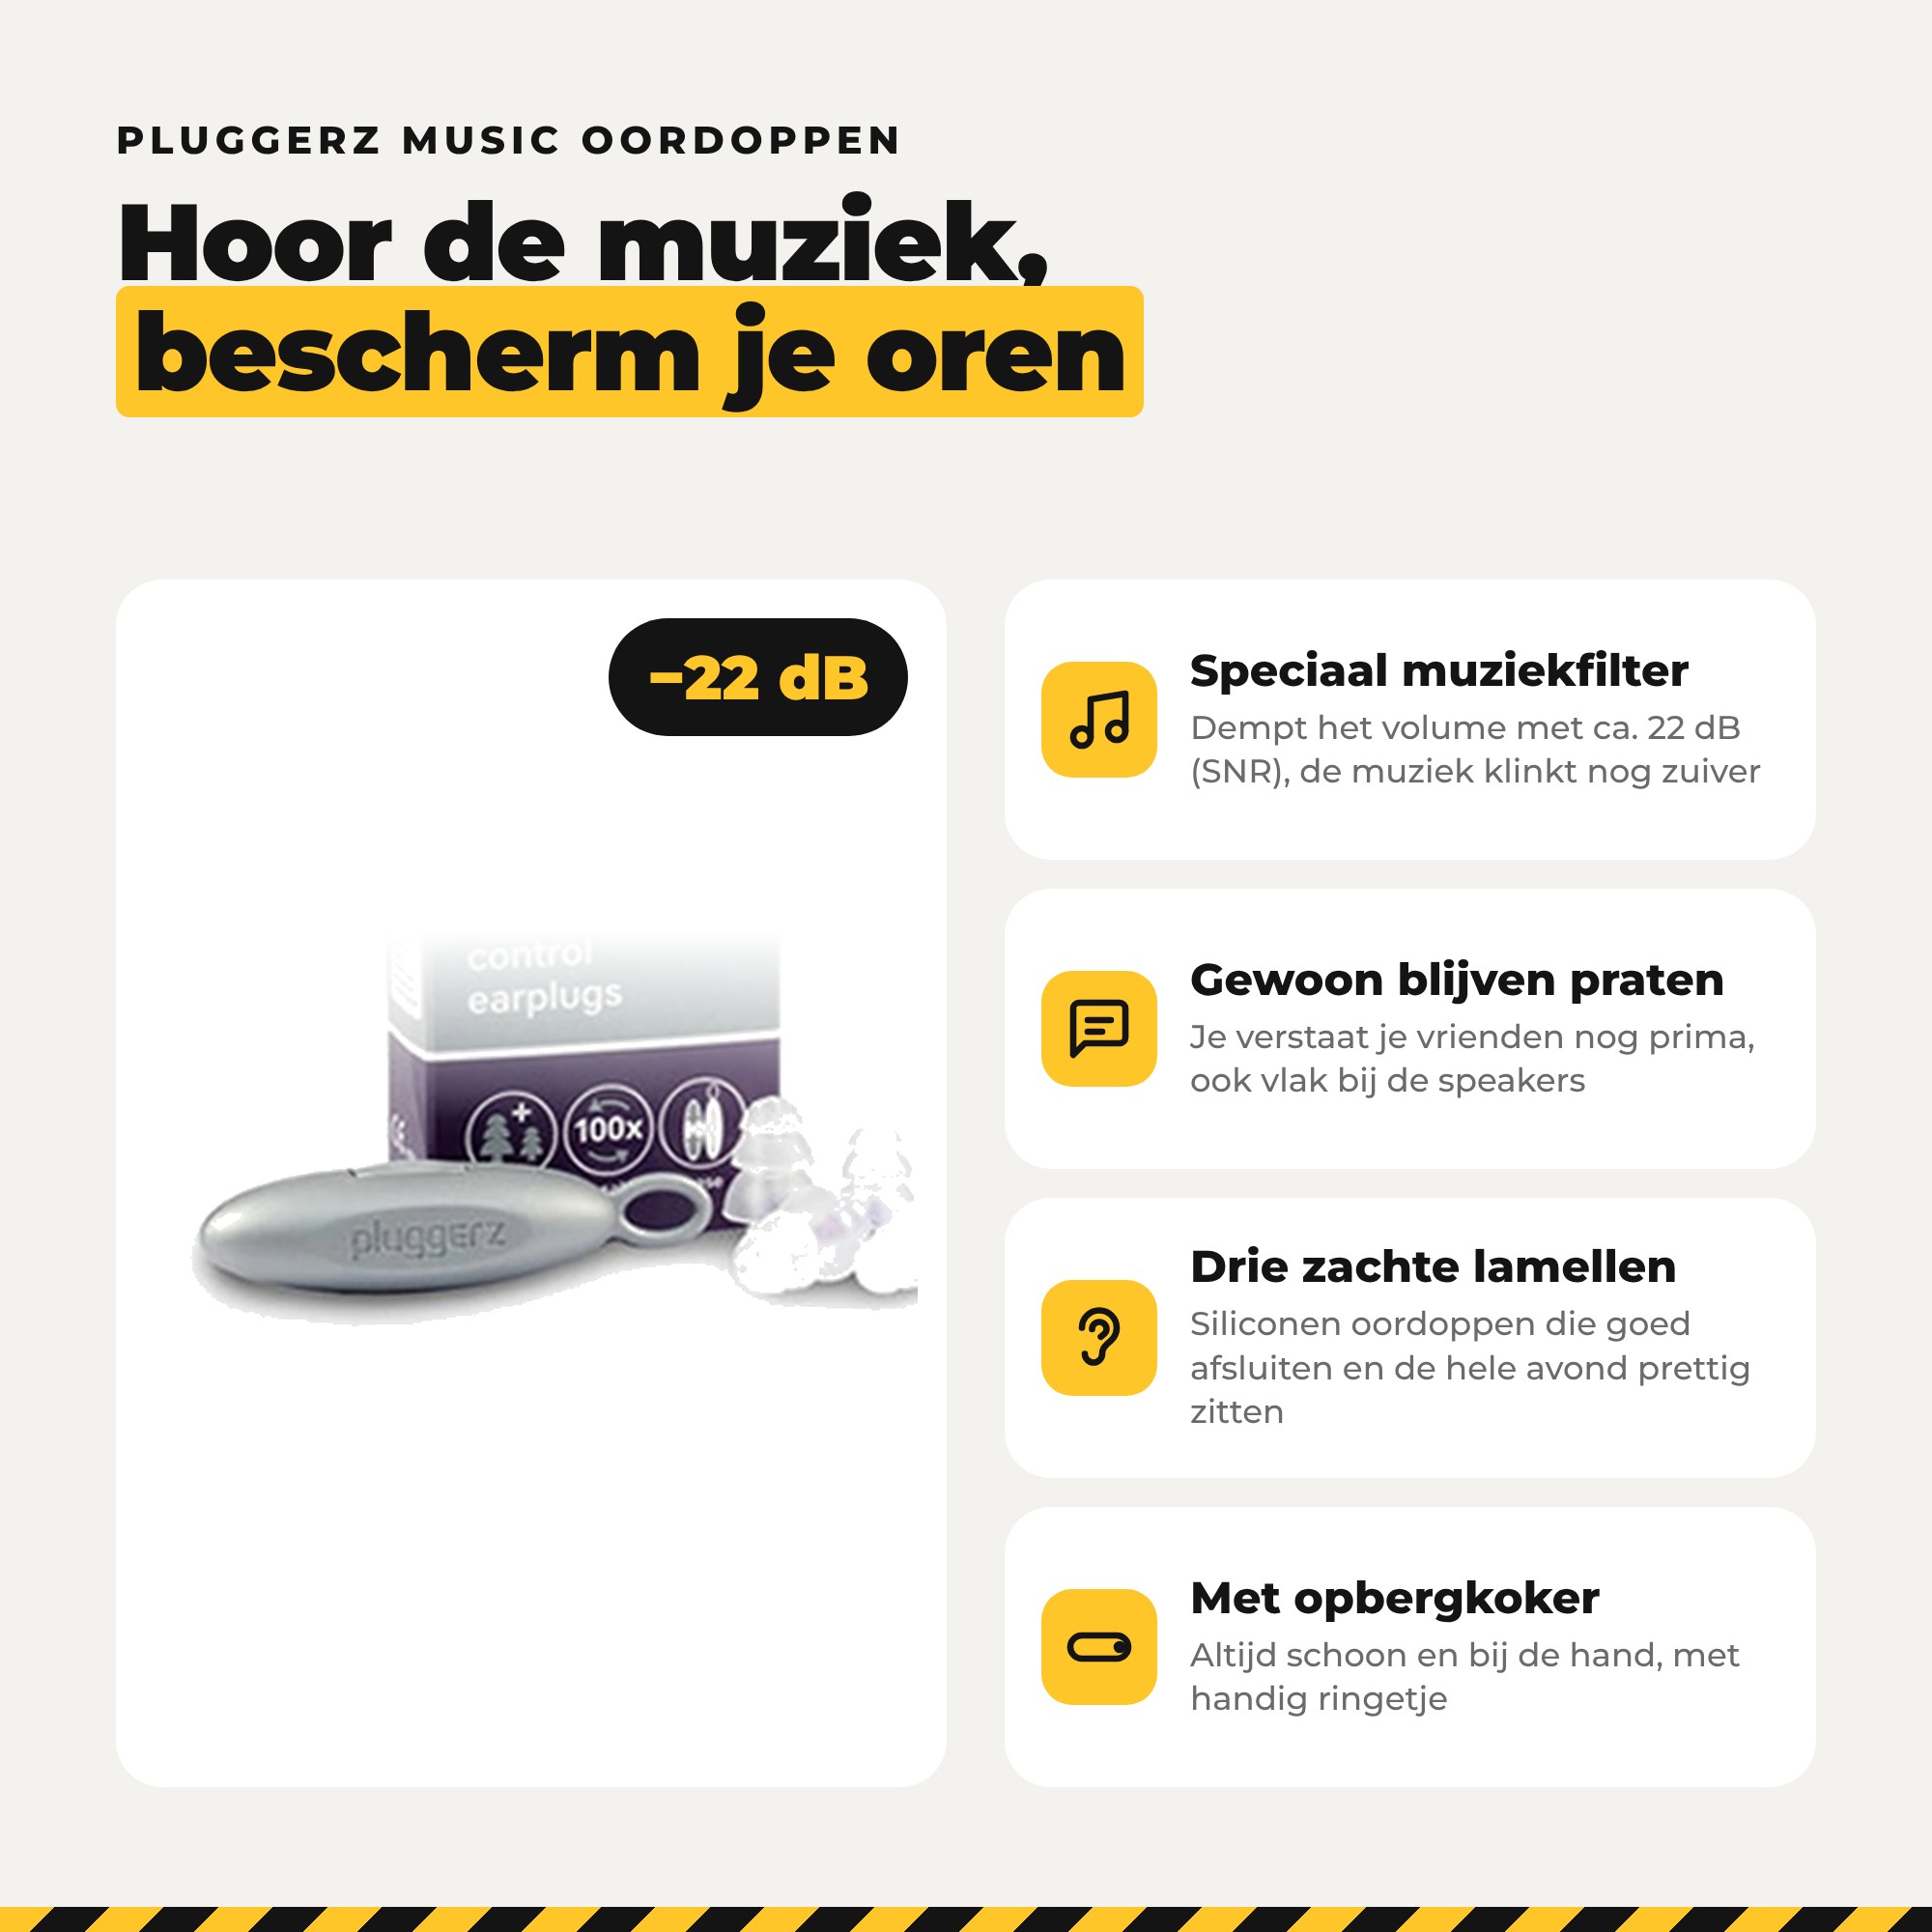 PLUGGERZ MUSIC OORDOPPEN
Hoor de muziek,
bescherm je oren
–22 dB
control
earplugs
100x
pluggerz
Speciaal muziekfilter
Dempt het volume met ca. 22 dB
(SNR), de muziek klinkt nog zuiver
Gewoon blijven praten
Je verstaat je vrienden nog prima,
ook vlak bij de speakers
Drie zachte lamellen
Siliconen oordoppen die goed
afsluiten en de hele avond prettig
zitten
Met opbergkoker
Altijd schoon en bij de hand, met
handig ringetje